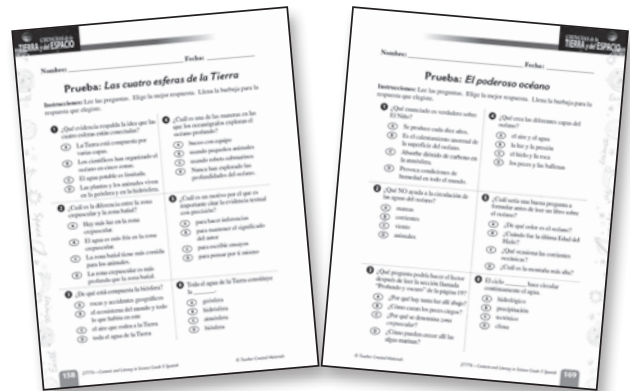 CIENCIAS de la
TIERRA y del ESPACIO
Nombre: Fecha:
Prueba: Las cuatro esferas de la Tierra
Instrucciones: Lee las preguntas. Elige la mejor respuesta. Llena la burbuja para la
respuesta que elegiste.
1 ¿Qué evidencia respalda la idea que las
cuatro esferas están conectadas?
A La Tierra está compuesta por
varias capas.
B Los científicos han organizado el
océano en cinco zonas.
C El agua potable es limitada.
D Las plantas y los animales viven
en la geósfera y en la hidrósfera.
2 ¿Cuál es la diferencia entre la zona
crepuscular y la zona batial?
A Hay más luz en la zona
crepuscular.
B El agua es más fría en la zona
crepuscular.
C La zona batial tiene más comida
para los animales.
D La zona crepuscular es más
profunda que la zona batial.
3 ¿De qué está compuesta la biósfera?
A rocas y accidentes geográficos
B el ecosistema del mundo y todo
lo que habita en este
C el aire que rodea a la Tierra
D toda el agua de la Tierra
4 ¿Cuál es una de las maneras en las
que los oceanógrafos exploran el
océano profundo?
A bucean con equipo
B usando pequeños animales
C usando robots submarinos
D Nunca han explorado las
profundidades del océano.
5 ¿Cuál es un motivo por el que es
importante citar la evidencia textual
con precisión?
A para hacer inferencias
B para mantener el significado
del autor
C para escribir ensayos
D para pensar por ti mismo
6 Toda el agua de la Tierra constituye
la
A geósfera
B hidrósfera
C atmósfera
D biósfera
158
© Teacher Created Materials
CIENCIAS de la
TIERRA y del ESPACIO
Nombre: Fecha:
Prueba: El poderoso océano
Instrucciones: Lee las preguntas. Elige la mejor respuesta. Llena la burbuja para la
respuesta que elegiste.
1 ¿Qué enunciado es verdadero sobre
El Niño?
A Se produce cada diez años.
B Es el calentamiento anormal de
la superficie del océano.
C Absorbe dióxido de carbono en
la atmósfera.
D Provoca condiciones de
humedad en todo el mundo.
2 ¿Qué NO ayuda a la circulación de
las aguas del océano?
A mareas
B corrientes
C viento
D animales
3 ¿Qué pregunta podría hacer el lector
después de leer la sección llamada
“Profundo y oscuro” de la página 19?
A ¿Por qué hay tanta luz allí abajo?
B ¿Cómo cazan los peces ciegos?
C ¿Por qué se denomina zona
crepuscular?
D ¿Cómo pueden crecer allí las
algas marinas?
4 ¿Qué crea las diferentes capas del
océano?
A el aire y el agua
B la luz y la presión
C el hielo y la roca
D los peces y las ballenas
5 ¿Cuál sería una buena pregunta a
formular antes de leer un libro sobre
el océano?
A ¿De qué color es el océano?
B ¿Cuándo fue la última Edad del
Hielo?
C ¿Qué ocasiona las corrientes
oceánicas?
D ¿Cuál es la montaña más alta?
6 El ciclo hace circular
continuamente el agua.
A hidrológico
B precipitación
C tectónico
D clima
© Teacher Created Materials
169